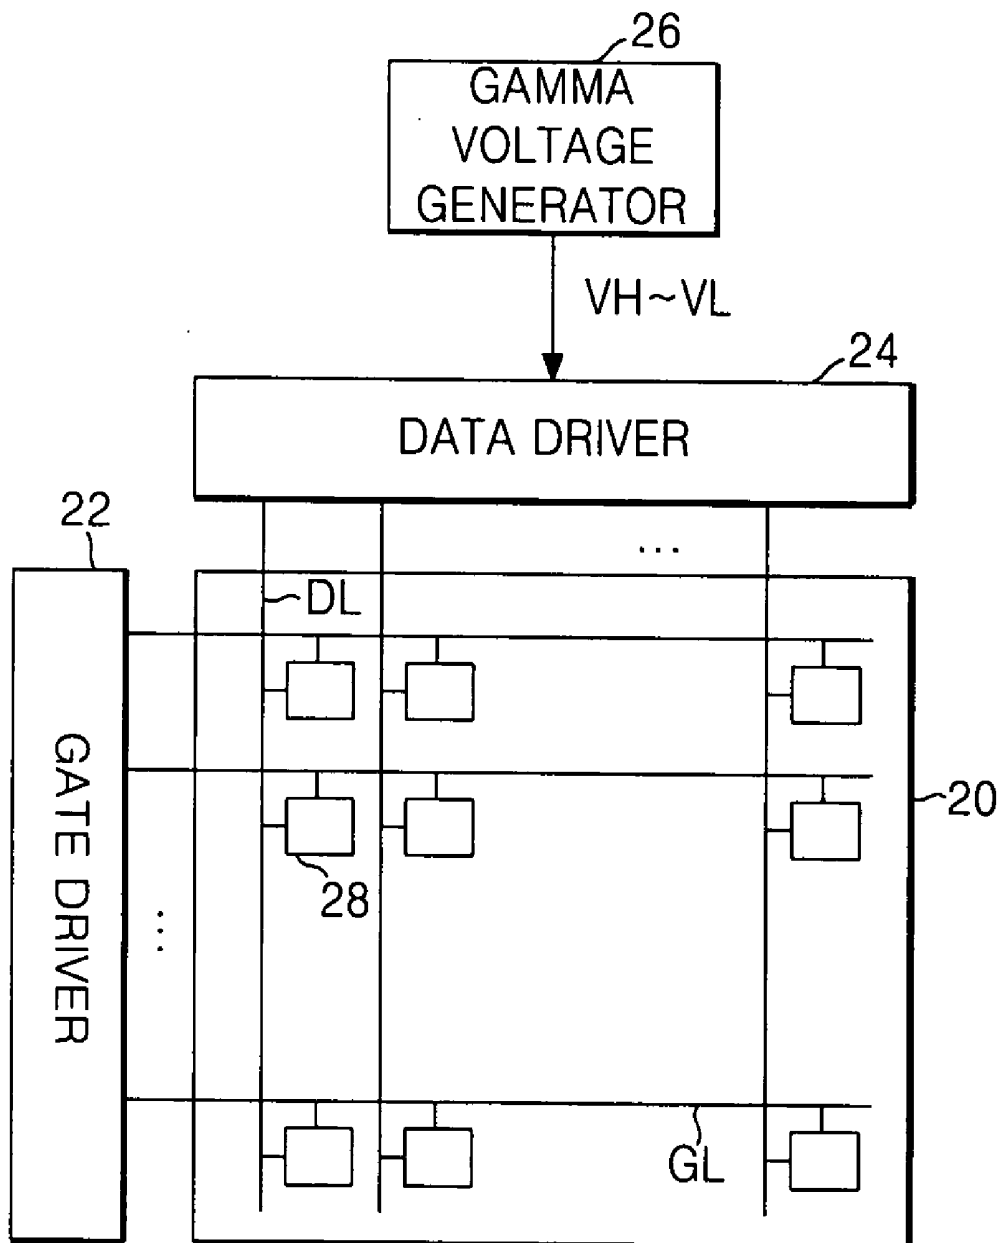 26
GAMMA
VOLTAGE
GENERATOR
VH~VL
24
DATA DRIVER
22
...
DL
GATE DRIVER
20
28
...
GL